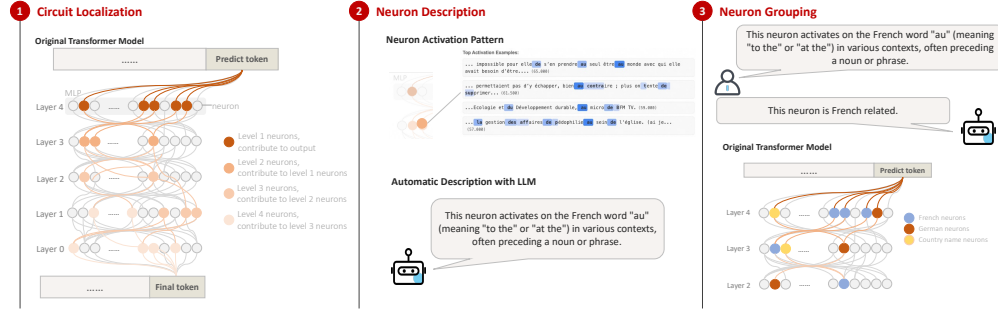 1 Circuit Localization
Original Transformer Model
......
Predict token
MLP
Layer 4
......
neuron
Layer 3
......
Layer 2
......
Layer 1
......
Layer 0
......
Level 1 neurons,
contribute to output
Level 2 neurons,
contribute to level 1 neurons
Level 3 neurons,
contribute to level 2 neurons
Level 4 neurons,
contribute to level 3 neurons
......
Final token
2 Neuron Description
Neuron Activation Pattern
Top Activation Examples:
MLP
... impossible pour elle de s'en prendre au seul être au monde avec qui elle
avait besoin d'être....
... permettaient pas d'y échapper, bien au contraire ; plus on texte de
supprimer...
...Ecologie et du Développement durable, au micro de BFM TV.
... la gestion des affaires de pédophilie au sein de l'église. (ai je...
Automatic Description with LLM
This neuron activates on the French word "au"
(meaning "to the" or "at the") in various contexts,
often preceding a noun or phrase.
3 Neuron Grouping
This neuron activates on the French word "au" (meaning
"to the" or "at the") in various contexts, often preceding
a noun or phrase.
This neuron is French related.
Original Transformer Model
......
Predict token
Layer 4
......
Layer 3
......
Layer 2
......
French neurons
German neurons
Country name neurons